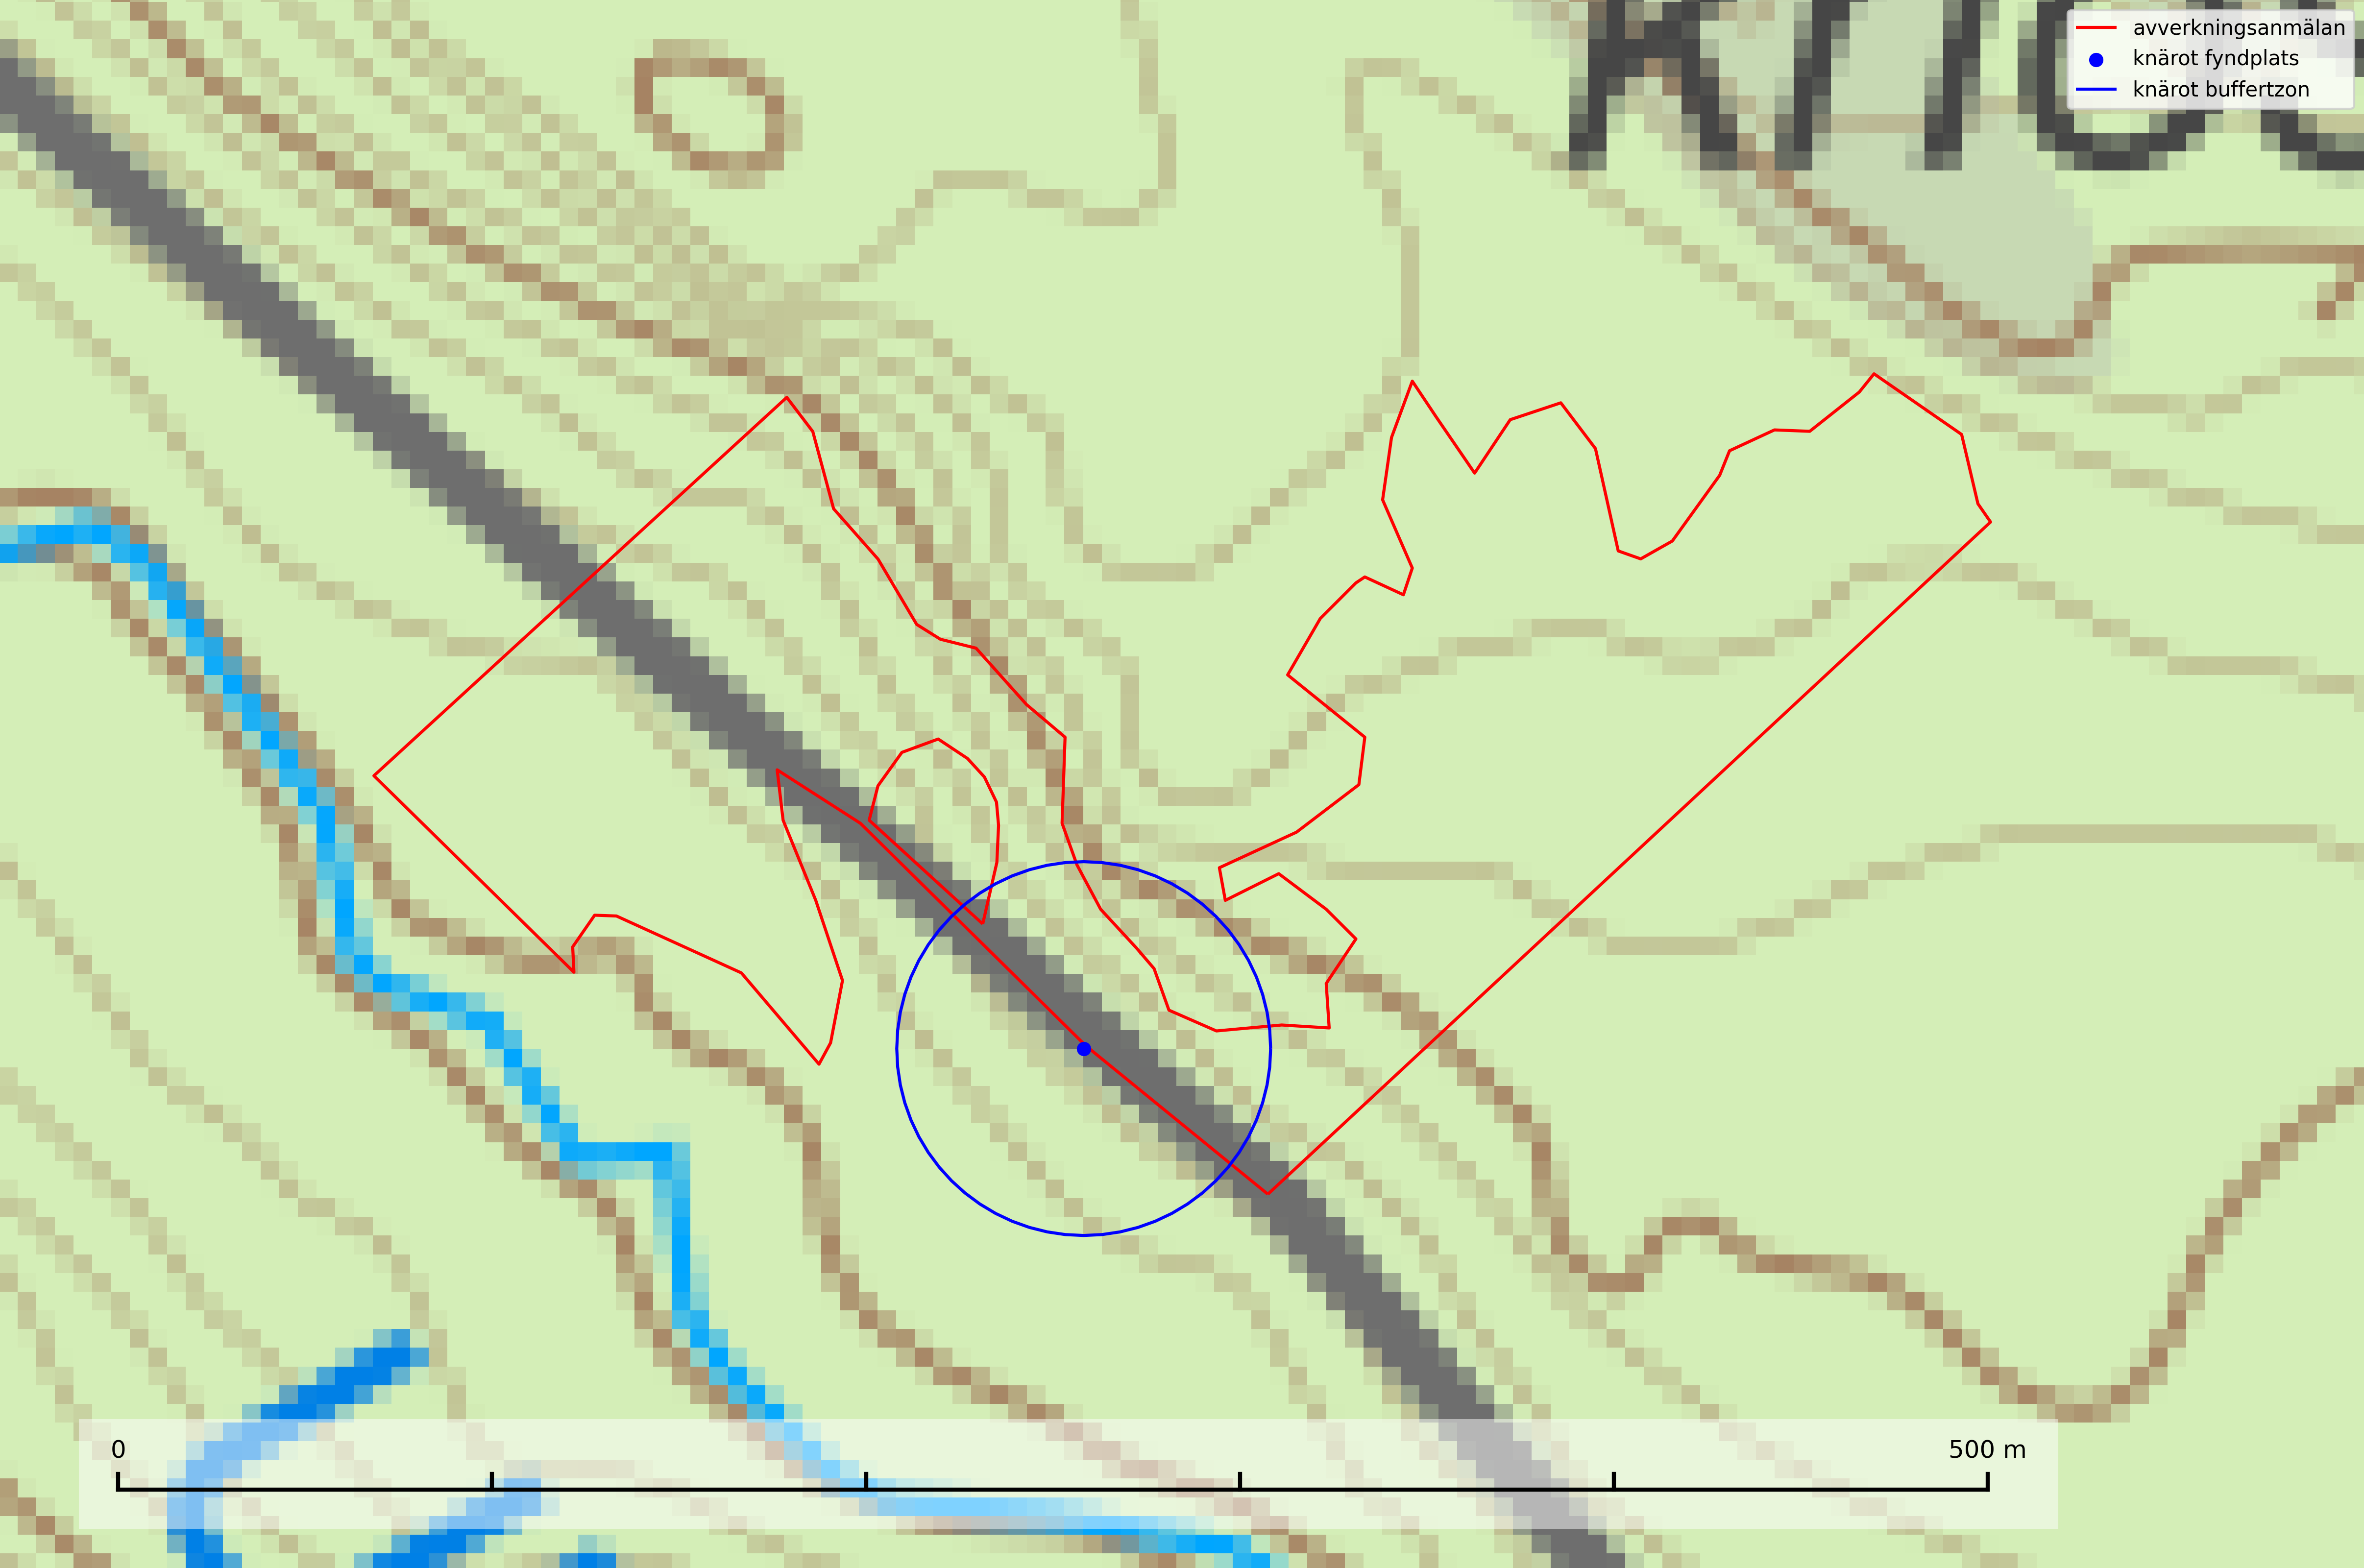 avverkningsanmälan
knärot fyndplats
knärot buffertzon
0
500 m